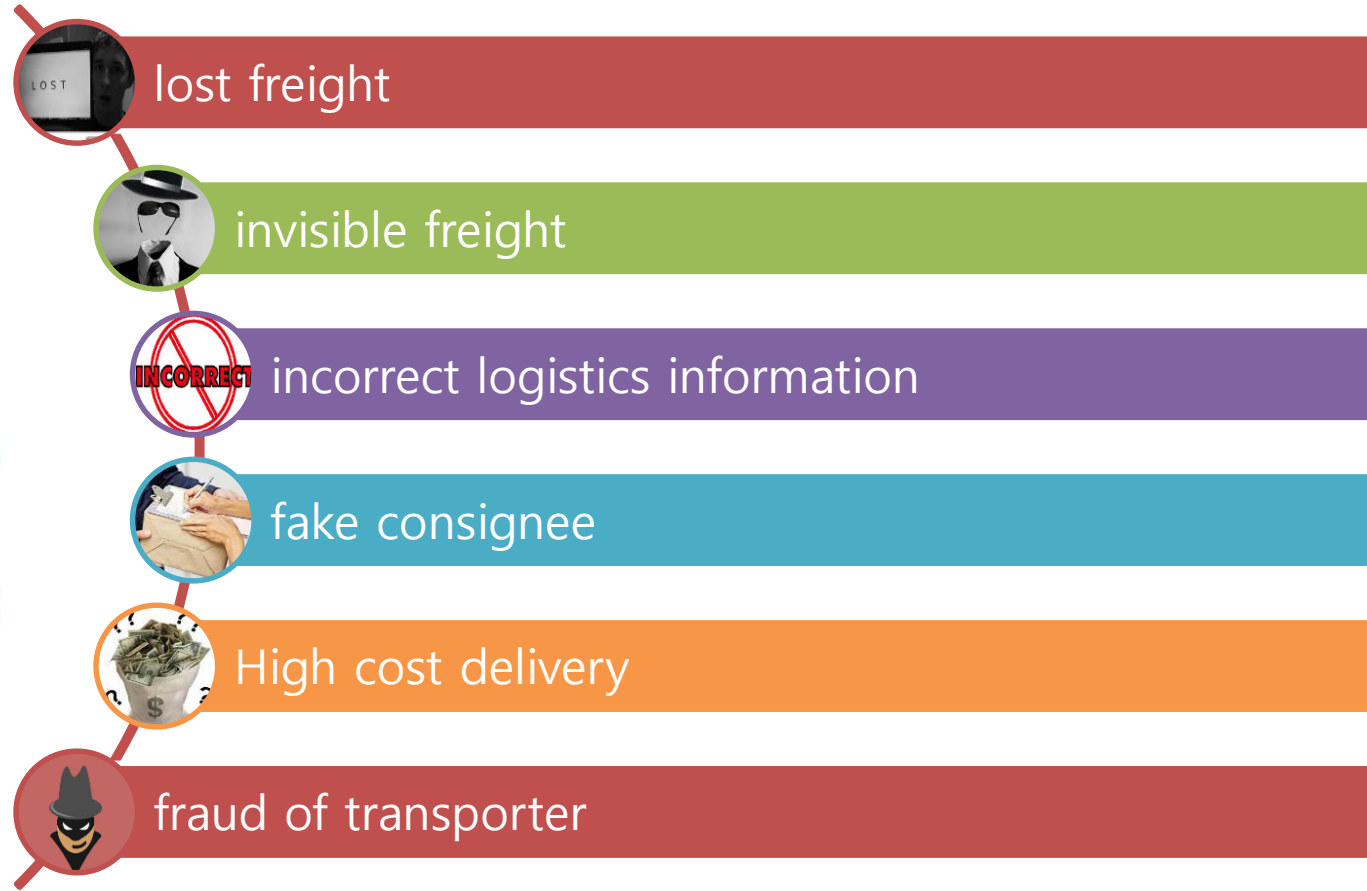 LOST
lost freight
invisible freight
INCORRECT
incorrect logistics information
fake consignee
High cost delivery
? ? ? ? ?
$
fraud of transporter